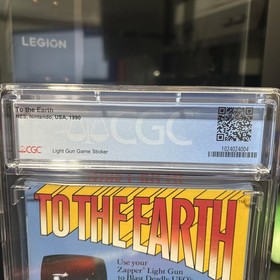 LEGION
To the Earth
NES, Nintendo, USA, 1990
CGC
CGC
Light Gun Game Sticker
1024024004
TO THE EARTH
Use your
Zapper Light Gun
to Blast Deadly UFO's